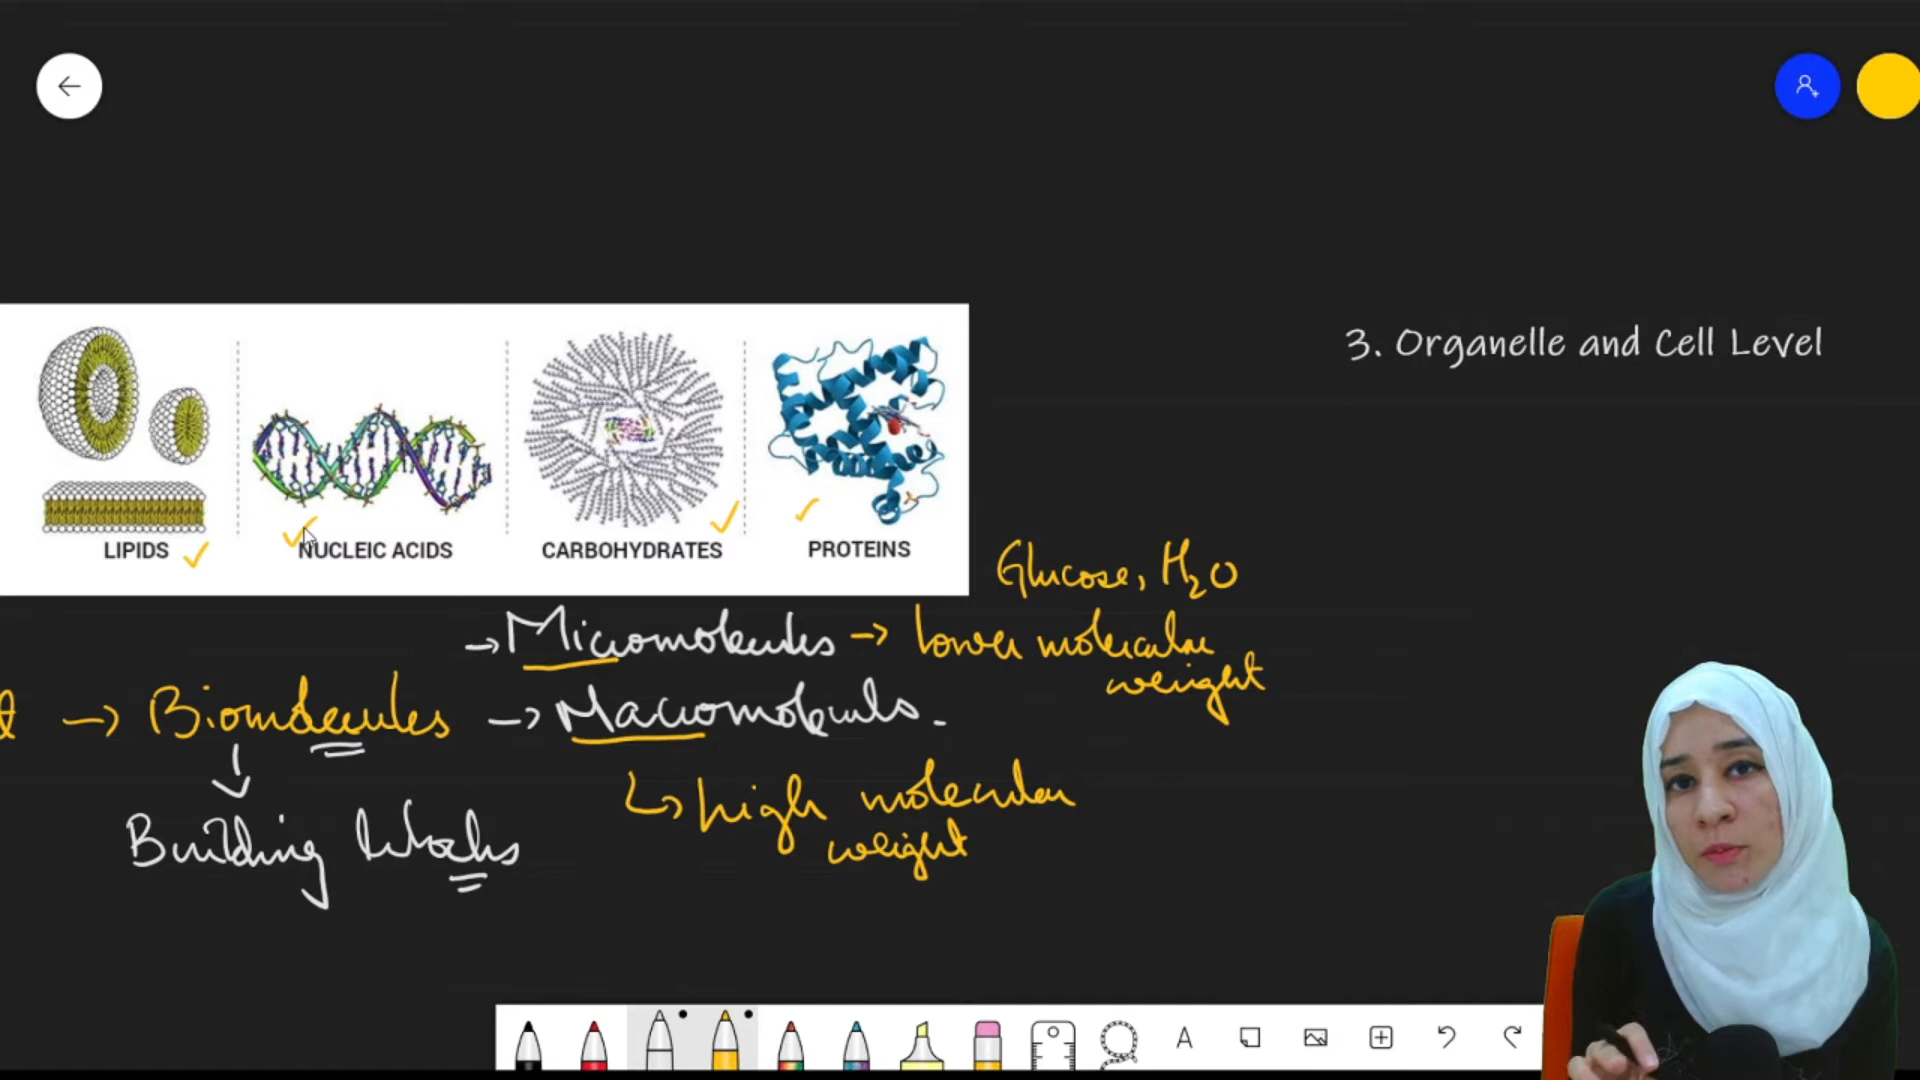 3. Organelle and Cell Level
LIPIDS
NUCLEIC ACIDS
CARBOHYDRATES
PROTEINS
Glucose, H₂O
→ Micromolecules → lower molecular
weight
→ Biomolecules → Macromolecules.
↓
↳ high molecular
weight
Building blocks
A